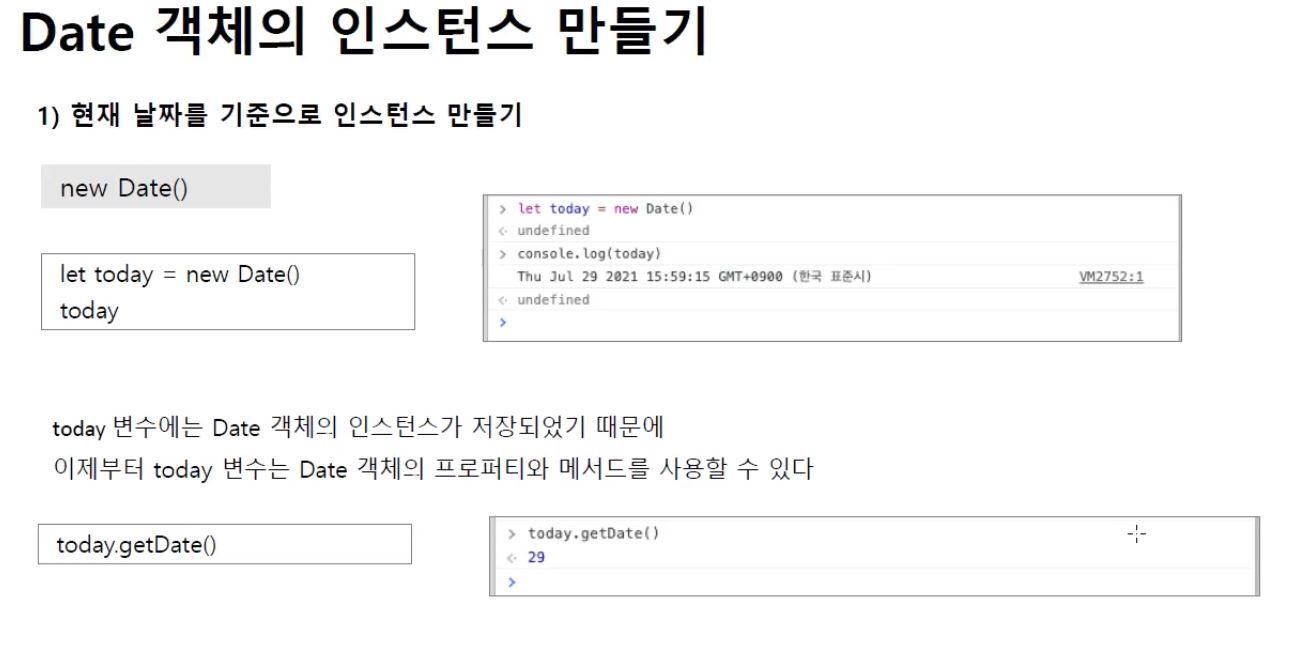 Date 객체의 인스턴스 만들기
1) 현재 날짜를 기준으로 인스턴스 만들기
new Date()
let today = new Date()
today
> let today = new Date()
<· undefined
> console.log(today)
Thu Jul 29 2021 15:59:15 GMT+0900 (한국 표준시) VM2752:1
<· undefined
>
today 변수에는 Date 객체의 인스턴스가 저장되었기 때문에
이제부터 today 변수는 Date 객체의 프로퍼티와 메서드를 사용할 수 있다
today.getDate()
> today.getDate()
<· 29
>